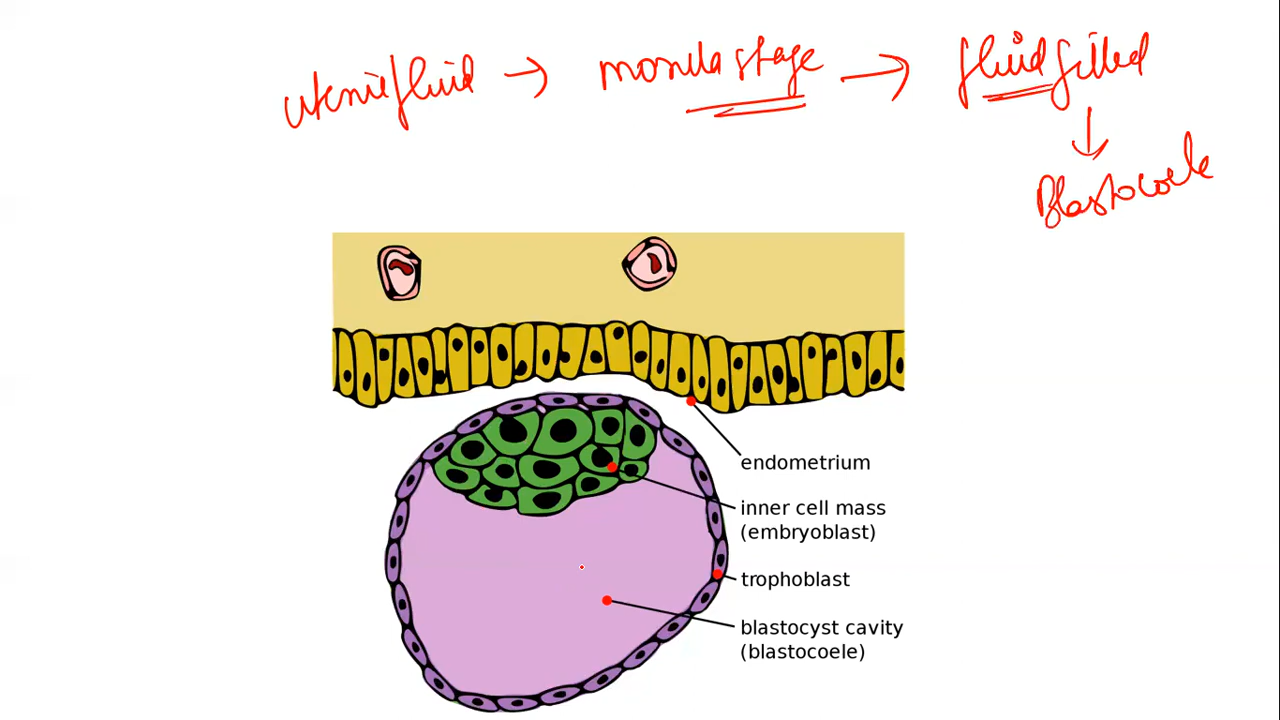 uterine fluid → morula stage → fluid filled
↓
Blastocoele
endometrium
inner cell mass
(embryoblast)
trophoblast
blastocyst cavity
(blastocoele)